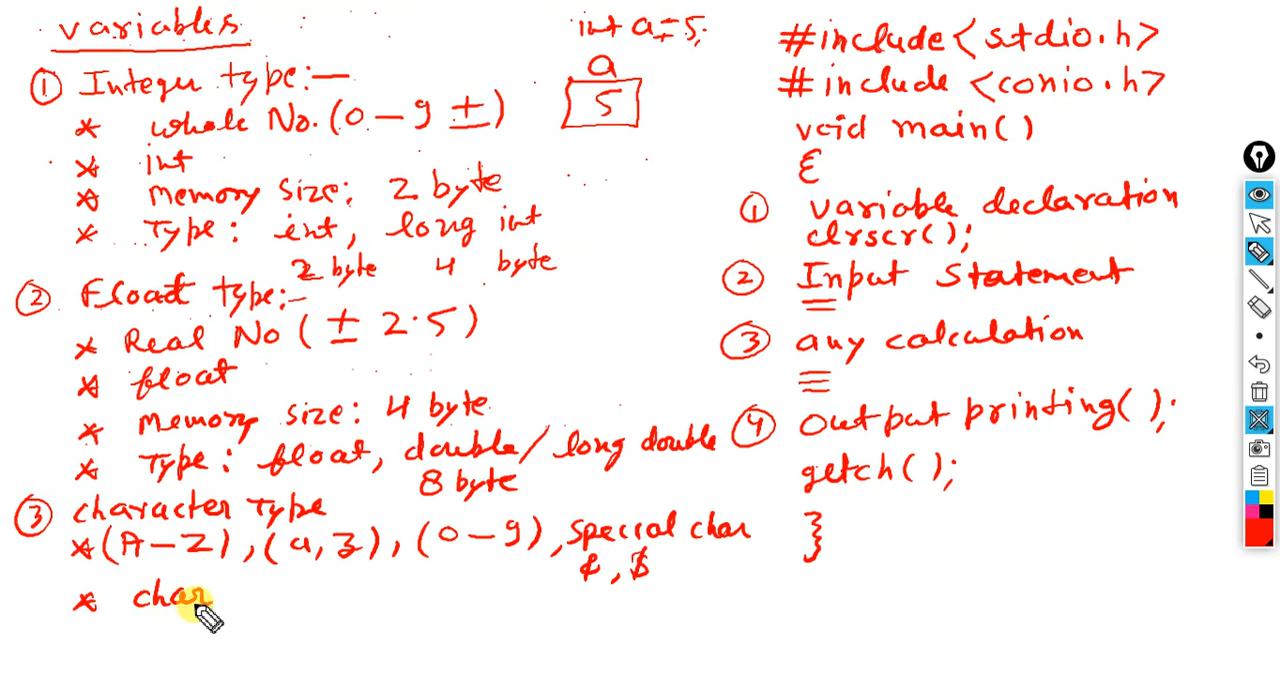 variables
① Integer type:—
* whole No. (0 – 9 ±)
* int
* memory size: 2 byte
* Type: int, long int
2 byte 4 byte
② Float type:–
* Real No (± 2.5)
* float
* Memory size: 4 byte
* Type: float, double/long double
8 byte
③ character Type
* (A – Z), (a, z), (0 – 9), special char
¢, $
* char
int a = 5;
a
5
#include<stdio.h>
#include <conio.h>
void main()
{
① variable declaration
clrscr();
② Input Statement
③ any calculation
④ output printing();
getch();
}